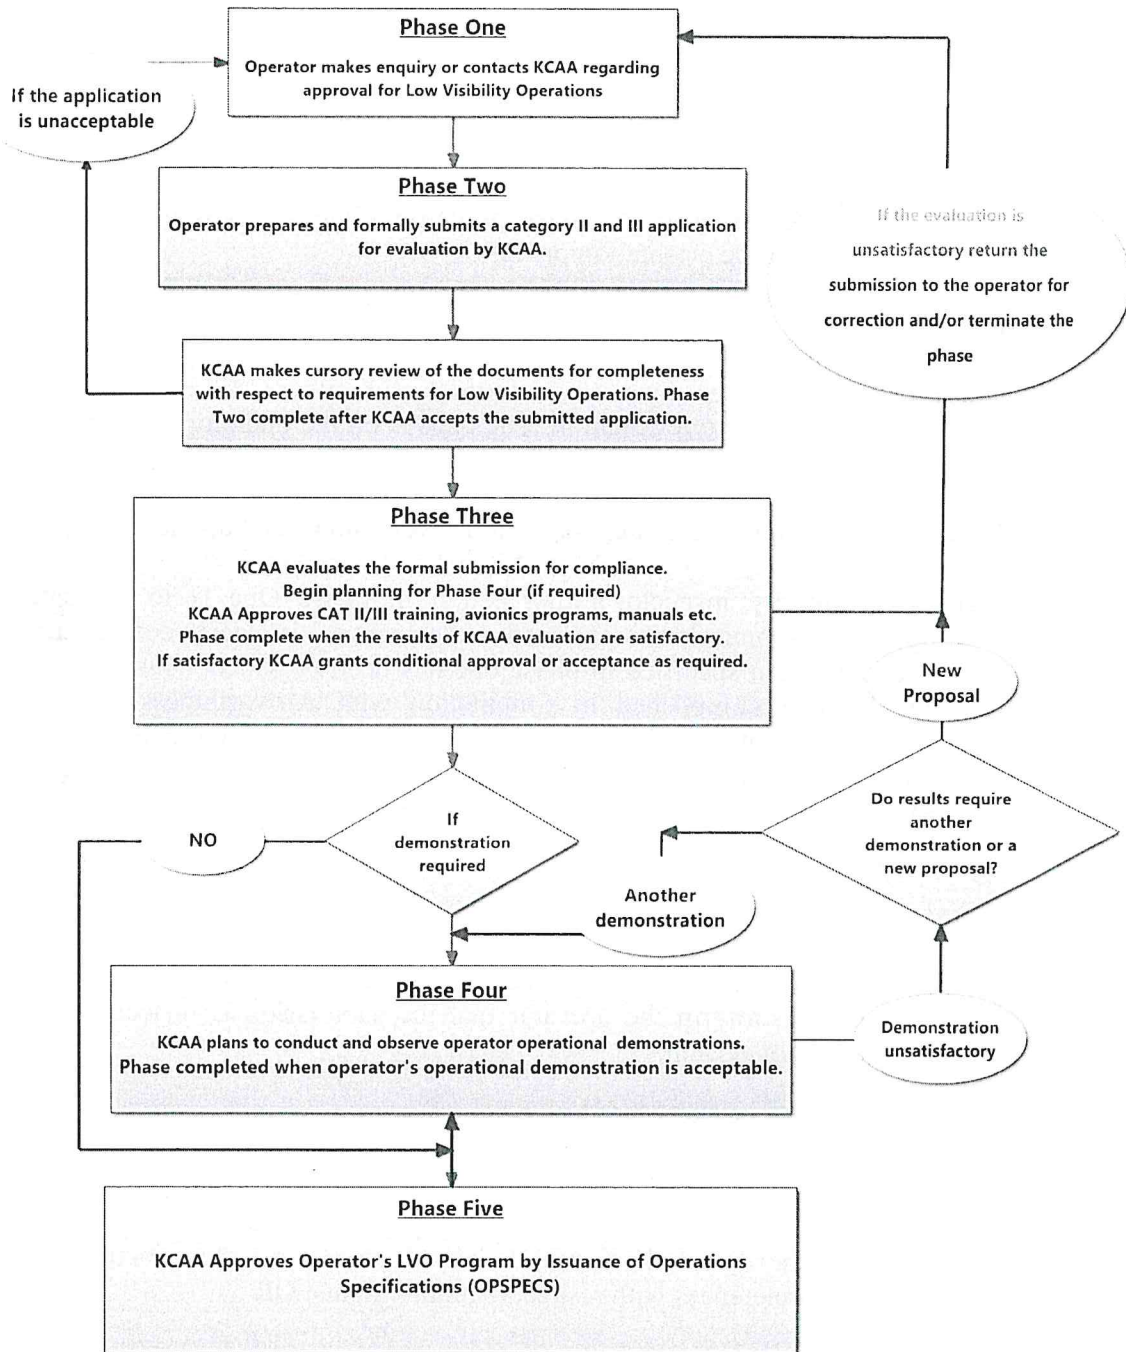 Phase One
Operator makes enquiry or contacts KCAA regarding
approval for Low Visibility Operations
If the application
is unacceptable
Phase Two
Operator prepares and formally submits a category II and III application
for evaluation by KCAA.
If the evaluation is
unsatisfactory return the
submission to the operator for
correction and/or terminate the
phase
KCAA makes cursory review of the documents for completeness
with respect to requirements for Low Visibility Operations. Phase
Two complete after KCAA accepts the submitted application.
Phase Three
KCAA evaluates the formal submission for compliance.
Begin planning for Phase Four (if required)
KCAA Approves CAT II/III training, avionics programs, manuals etc.
Phase complete when the results of KCAA evaluation are satisfactory.
If satisfactory KCAA grants conditional approval or acceptance as required.
New
Proposal
If
demonstration
required
NO
Do results require
another
demonstration or a
new proposal?
Another
demonstration
Phase Four
KCAA plans to conduct and observe operator operational demonstrations.
Phase completed when operator's operational demonstration is acceptable.
Demonstration
unsatisfactory
Phase Five
KCAA Approves Operator's LVO Program by Issuance of Operations
Specifications (OPSPECS)